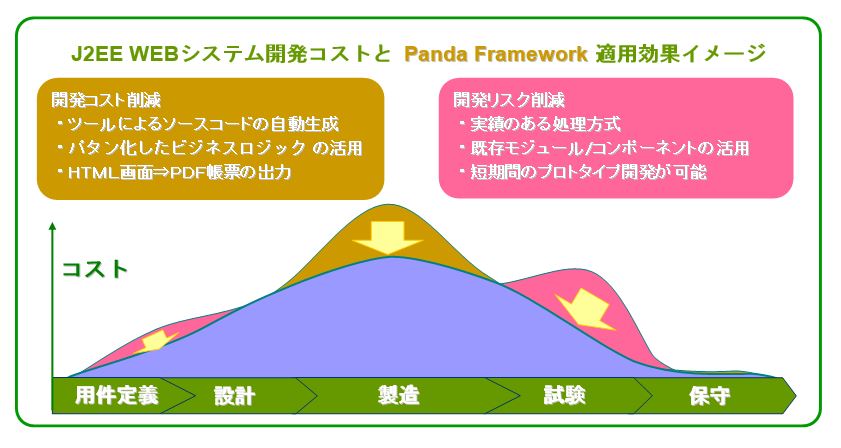 J2EE WEBシステム開発コストと Panda Framework 適用効果イメージ
開発コスト削減
・ツールによるソースコードの自動生成
・パタン化したビジネスロジック の活用
・HTML画面⇒PDF帳票の出力
開発リスク削減
・実績のある処理方式
・既存モジュール/コンポーネントの活用
・短期間のプロトタイプ開発が可能
コスト
用件定義 設計 製造 試験 保守